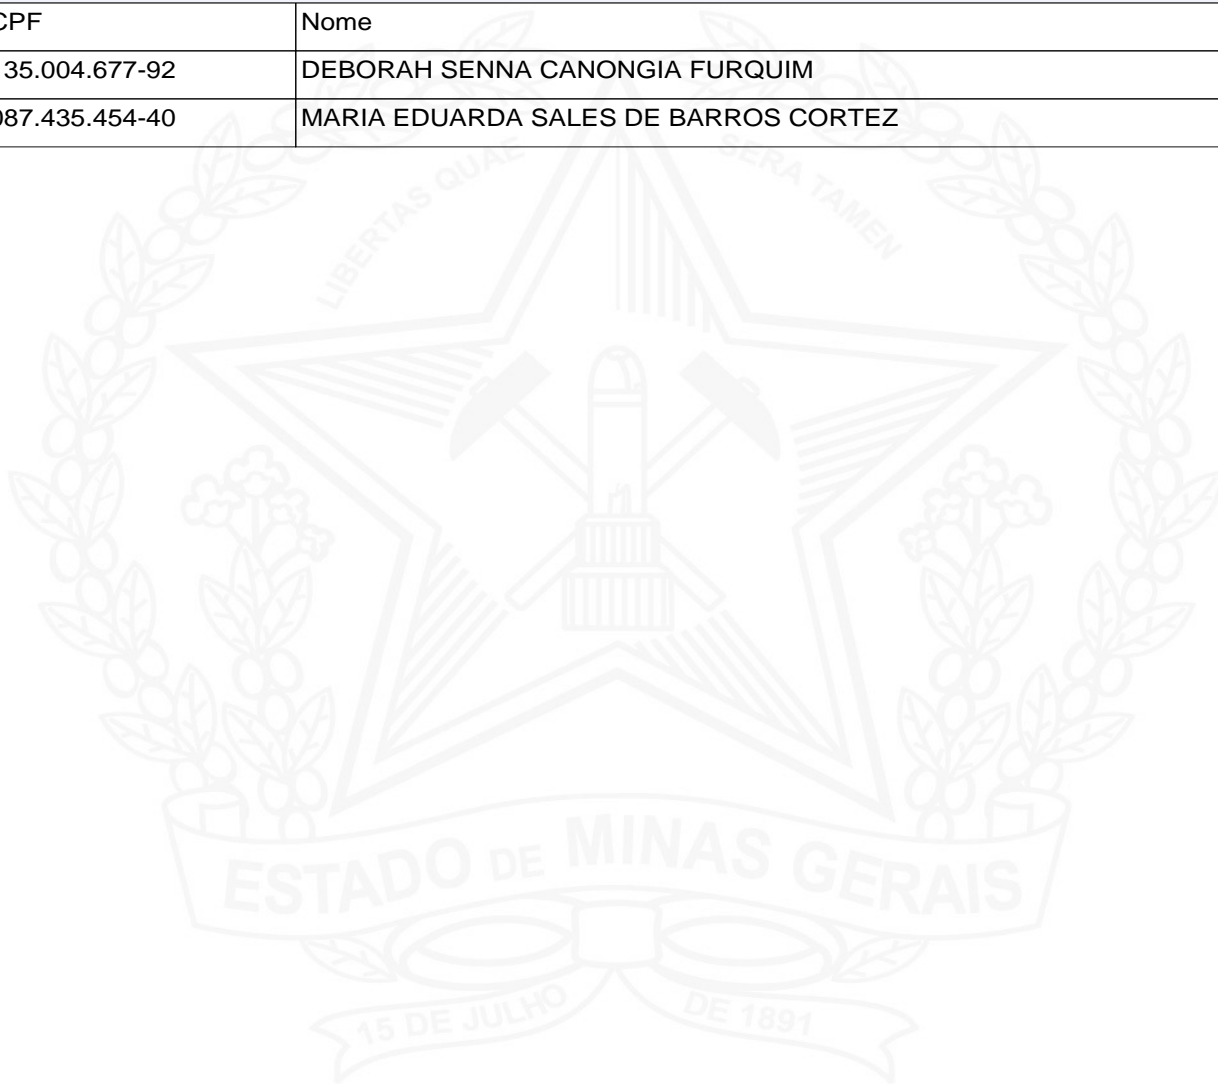 CPF Nome
35.004.677-92 DEBORAH SENNA CANONGIA FURQUIM
087.435.454-40 MARIA EDUARDA SALES DE BARROS CORTEZ
LIBERTAS QUAE SERA TAMEN
ESTADO DE MINAS GERAIS
15 DE JULHO DE 1891